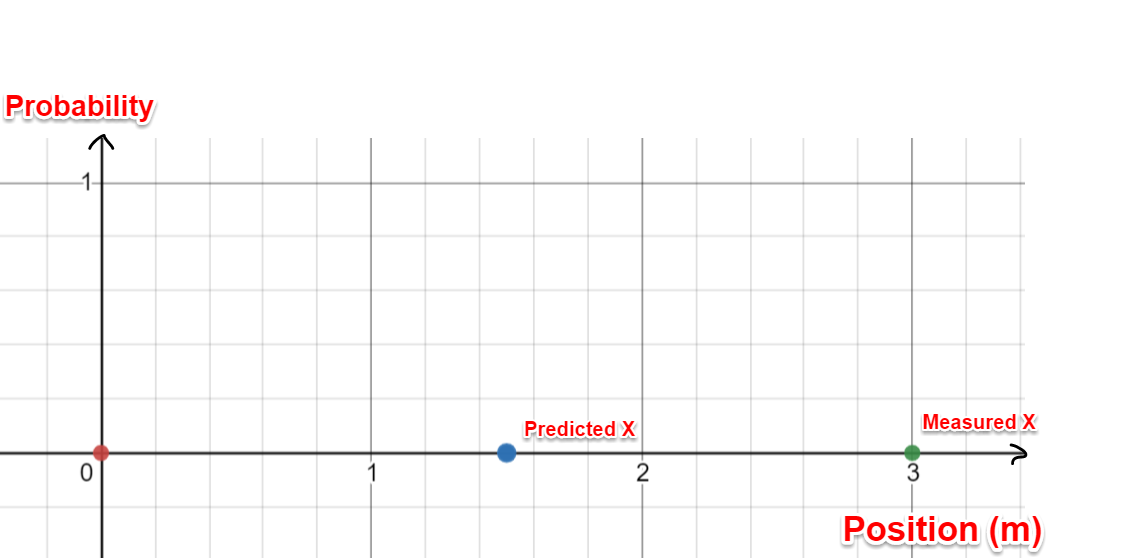 Probability
1
Predicted X
Measured X
0
1
2
3
Position (m)